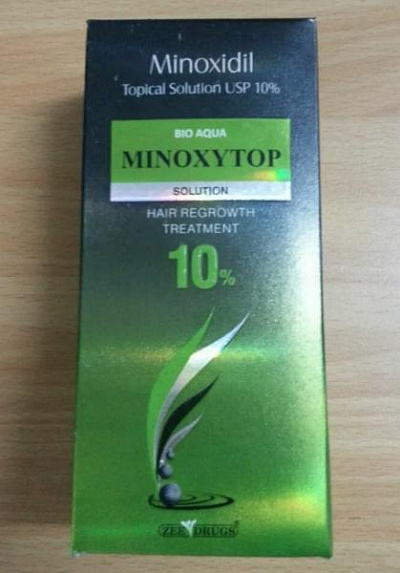 Minoxidil
Topical Solution USP 10%
BIO AQUA
MINOXYTOP
SOLUTION
HAIR REGROWTH
TREATMENT
10%
ZEE DRUGS